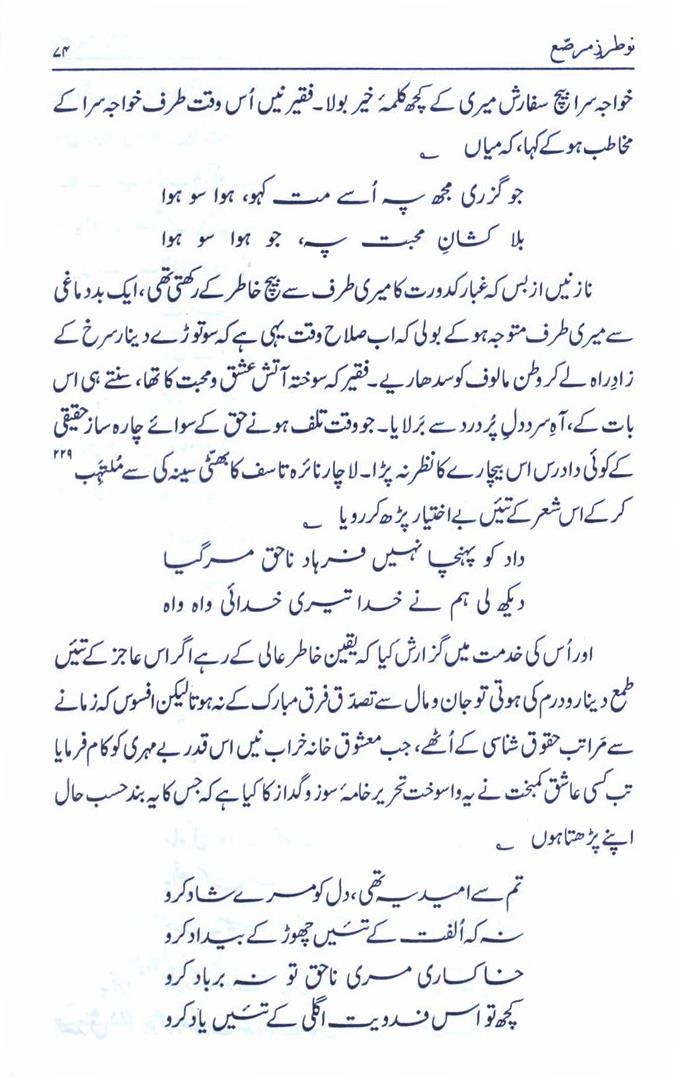 نو طرزِ مرصّع
۷۴
خواجہ سرا بیچ سفارش میری کے کچھ کلمۂ خیر بولا۔ فقیر نیں اُس وقت طرف خواجہ سرا کے
مخاطب ہو کے کہا، کہ میاں ؎
جو گزری مجھ پہ اُسے مت کہو، ہوا سو ہوا
بلا کشانِ محبت پہ، جو ہوا سو ہوا
نازنیں از بس کہ غبار کدورت کا میری طرف سے بیچ خاطر کے رکھتی تھی، ایک بد دماغی
سے میری طرف متوجہ ہو کے بولی کہ اب صلاح وقت یہی ہے کہ سو توڑے دینار سرخ کے
زادِ راہ لے کر وطن مالوف کو سدھاریے۔ فقیر کہ سوختہ آتش عشق و محبت کا تھا، سنتے ہی اس
بات کے، آہِ سرد دلِ پُر درد سے بَر لایا۔ جو وقت تلف ہونے حق کے سوائے چارہ ساز حقیقی
کے کوئی دادرس اس بیچارے کا نظر نہ پڑا۔ لاچار نائرہ تاسف کا بھٹّی سینہ کی سے مُلتہِب ۲۲۹
کر کے اس شعر کے تئیں بے اختیار پڑھ کر رویا ؎
داد کو پہنچا نہیں فرہاد ناحق مر گیا
دیکھ لی ہم نے خدا تیری خدائی واہ واہ
اور اُس کی خدمت میں گزارش کیا کہ یقین خاطر عالی کے رہے اگر اس عاجز کے تئیں
طمع دینار و درم کی ہوتی تو جان و مال سے تصدّق فرق مبارک کے نہ ہوتا لیکن افسوس کہ زمانے
سے مَراتب حقوق شناسی کے اُٹھے، جب معشوق خانہ خراب نیں اس قدر بے مہری کو کام فرمایا
تب کسی عاشق کمبخت نے یہ واسوخت تحریر خامۂ سوز و گداز کا کیا ہے کہ جس کا یہ بند حسب حال
اپنے پڑھتا ہوں ؎
تم سے امید یہ تھی، دل کو مرے شاد کرو
نہ کہ اُلفت کے تئیں چھوڑ کے بیداد کرو
خاکساری مری ناحق تو نہ برباد کرو
کچھ تو اس فدویت اگلی کے تئیں یاد کرو